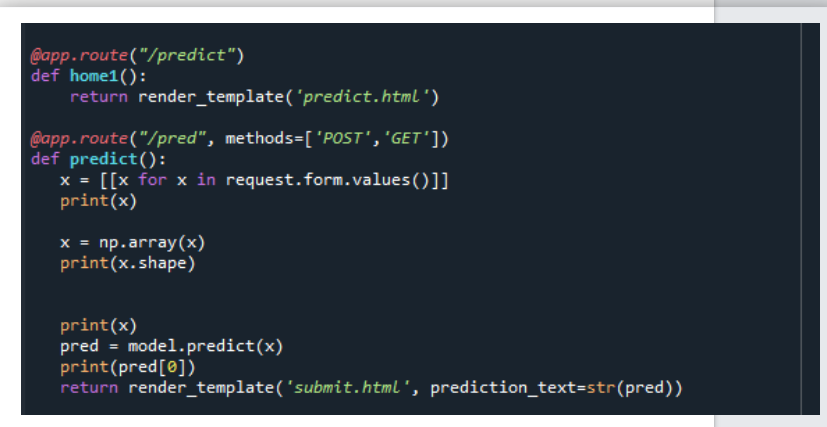 @app.route("/predict")
def home1():
    return render_template('predict.html')
@app.route("/pred", methods=['POST','GET'])
def predict():
   x = [[x for x in request.form.values()]]
   print(x)
   x = np.array(x)
   print(x.shape)
   print(x)
   pred = model.predict(x)
   print(pred[0])
   return render_template('submit.html', prediction_text=str(pred))